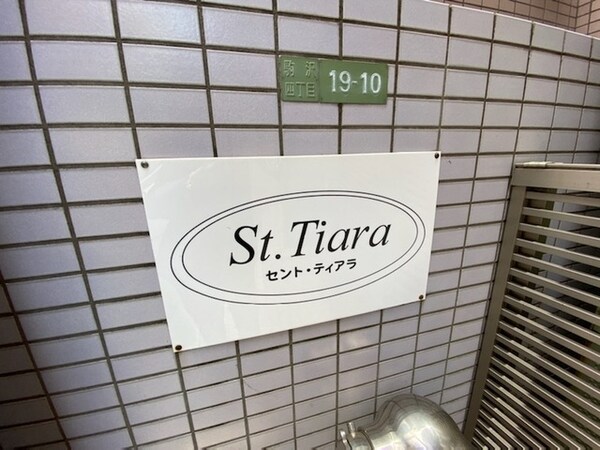 駒沢
四丁目
19-10
St. Tiara
セント・ティアラ